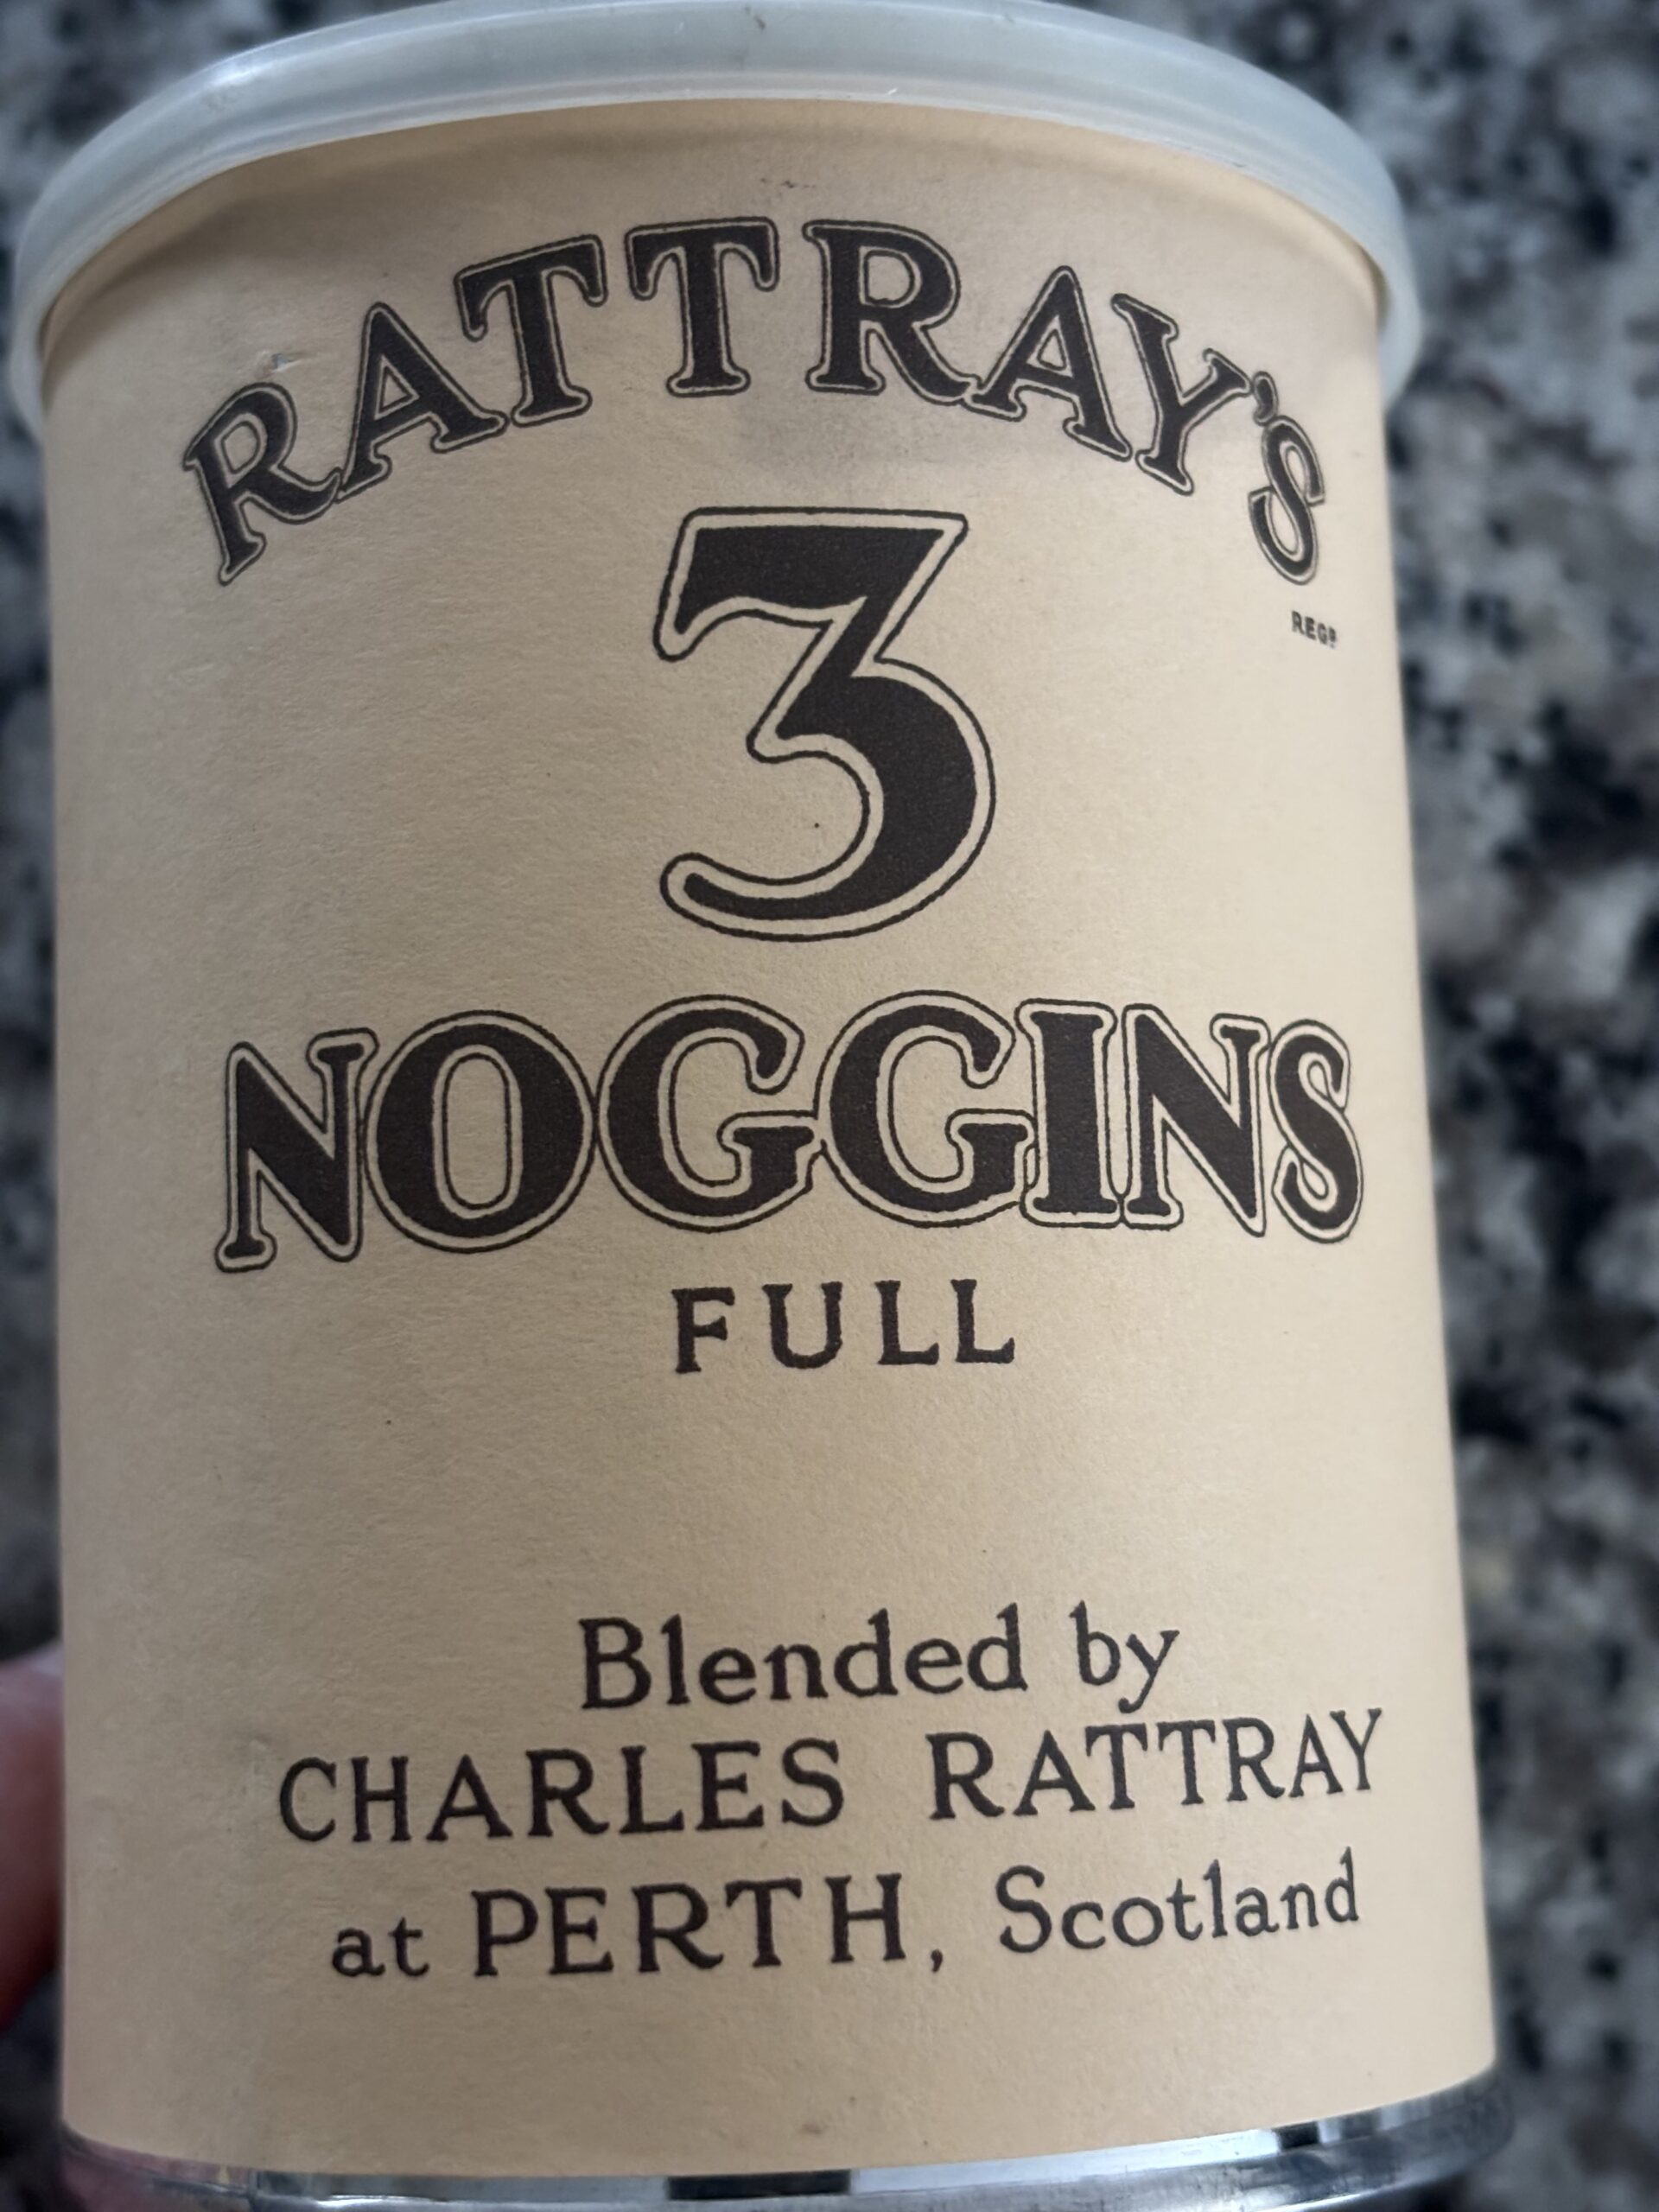 RATTRAY'S
REGD
3
NOGGINS
FULL
Blended by
CHARLES RATTRAY
at PERTH, Scotland